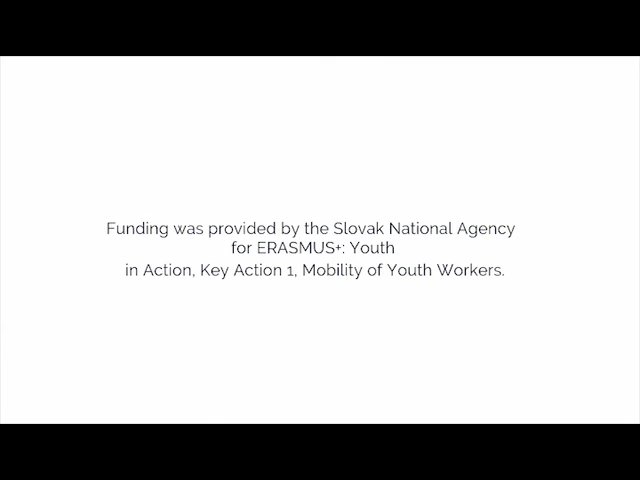 Funding was provided by the Slovak National Agency
for ERASMUS+: Youth
in Action, Key Action 1, Mobility of Youth Workers.